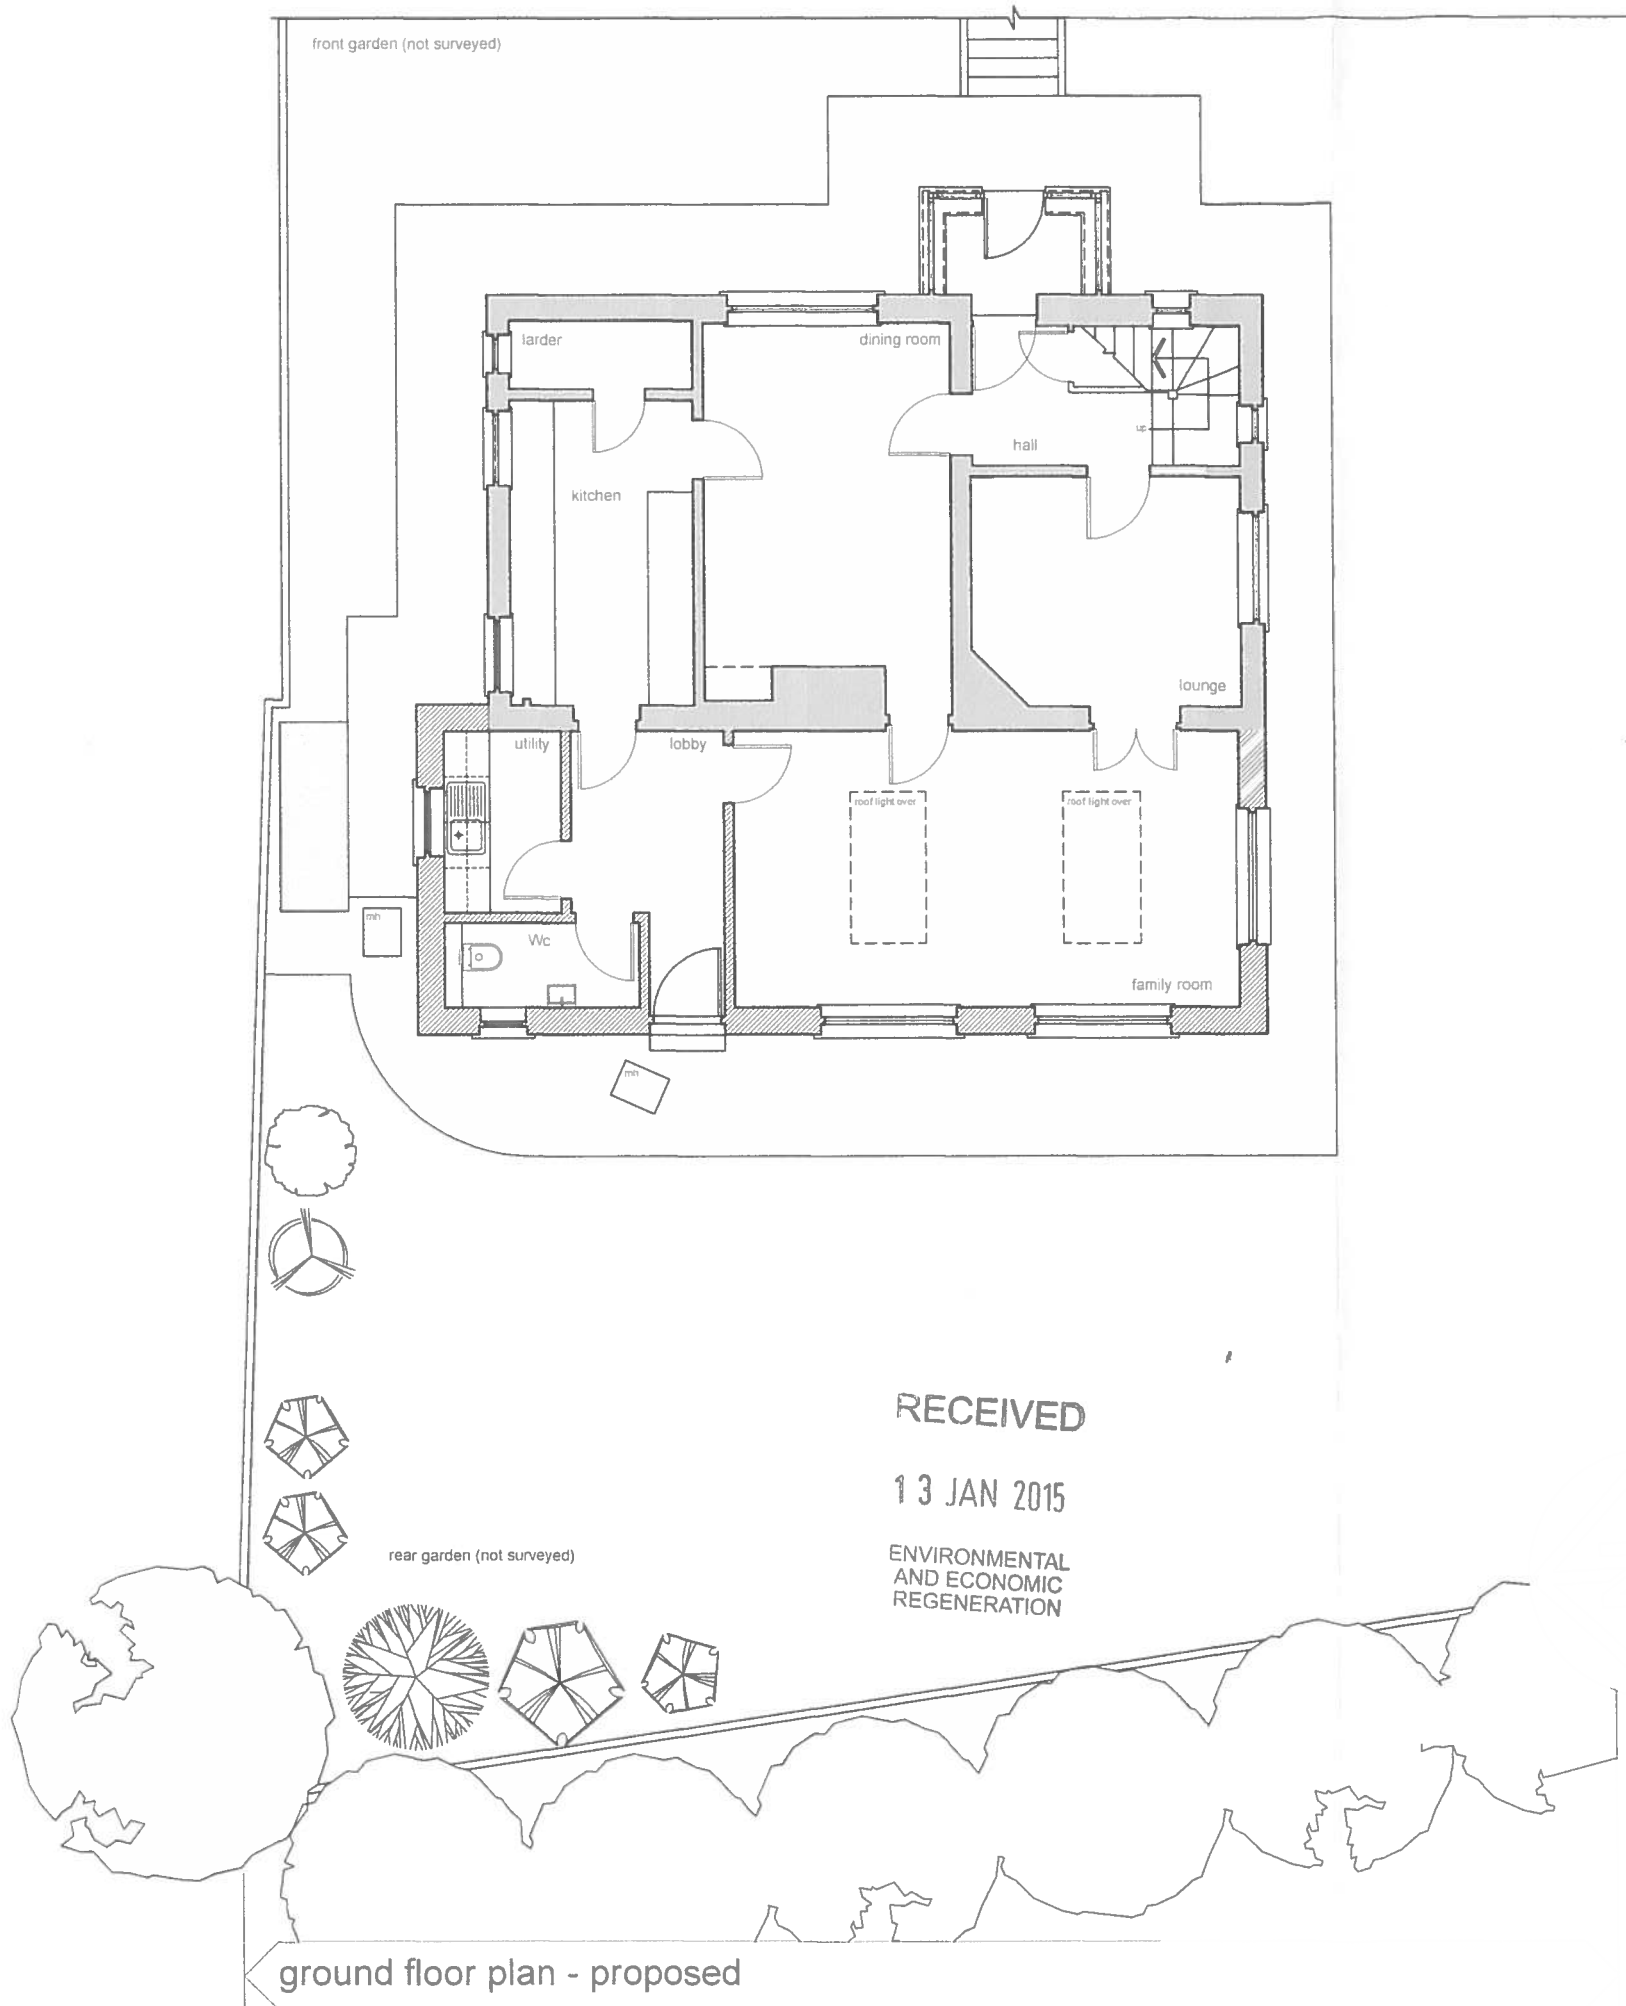 front garden (not surveyed)
larder
dining room
up
hall
kitchen
lounge
utility
lobby
roof light over
roof light over
mh
Wc
family room
mh
RECEIVED
13 JAN 2015
rear garden (not surveyed)
ENVIRONMENTAL
AND ECONOMIC
REGENERATION
ground floor plan - proposed